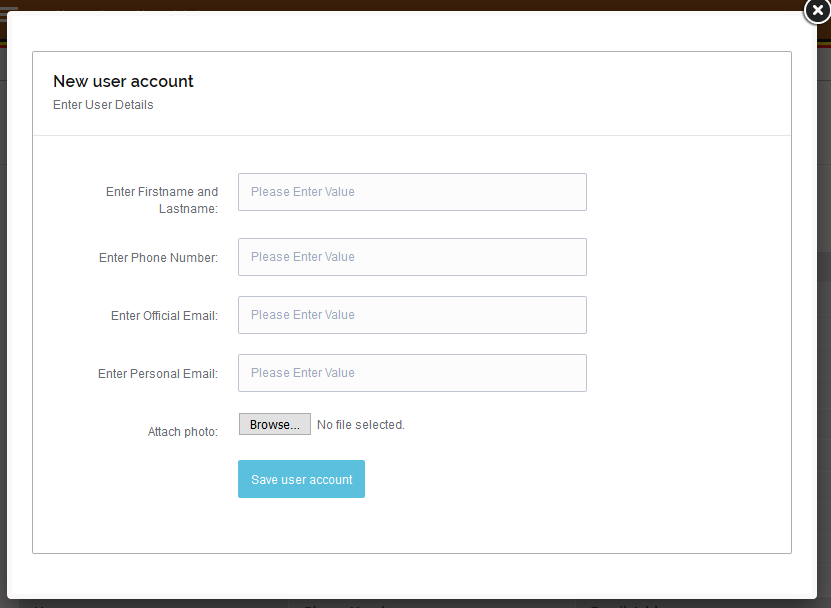 New user account
Enter User Details
Enter Firstname and
Lastname:
Please Enter Value
Enter Phone Number:
Please Enter Value
Enter Official Email:
Please Enter Value
Enter Personal Email:
Please Enter Value
Attach photo:
Browse...
No file selected.
Save user account